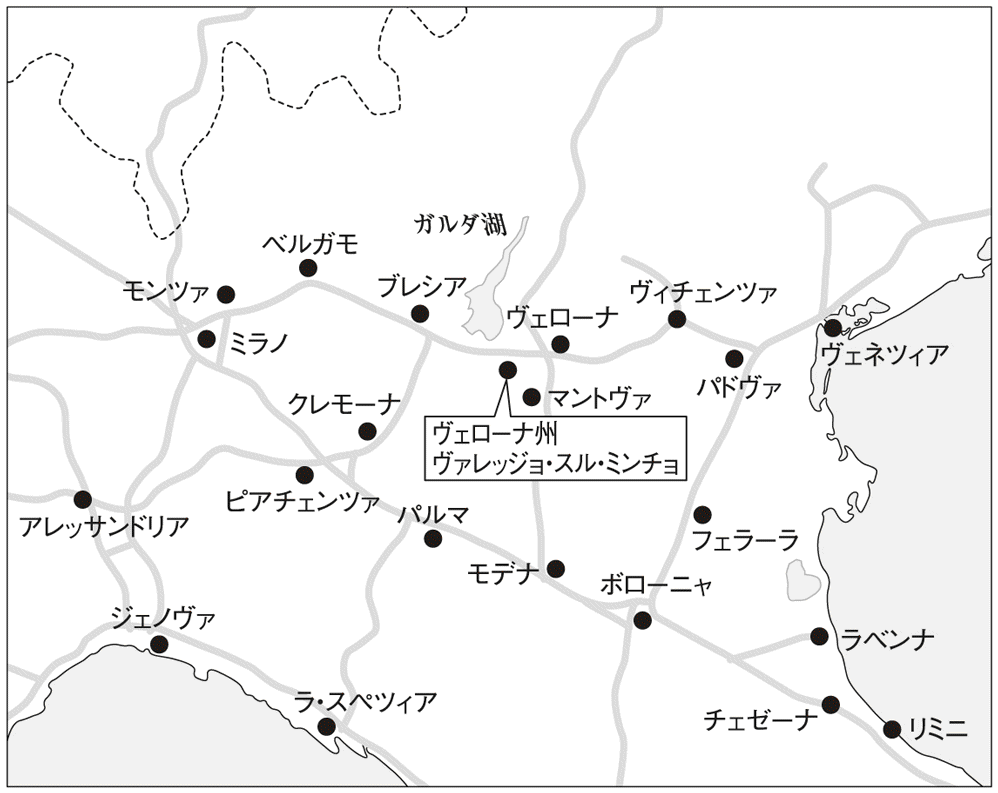 ガルダ湖
ベルガモ
モンツァ
ブレシア
ヴィチェンツァ
ヴェローナ
ミラノ
ヴェネツィア
パドヴァ
クレモーナ
マントヴァ
ヴェローナ州
ヴァレッジョ・スル・ミンチョ
ピアチェンツァ
パルマ
アレッサンドリア
フェラーラ
モデナ
ボローニャ
ジェノヴァ
ラベンナ
ラ・スペツィア
チェゼーナ
リミニ